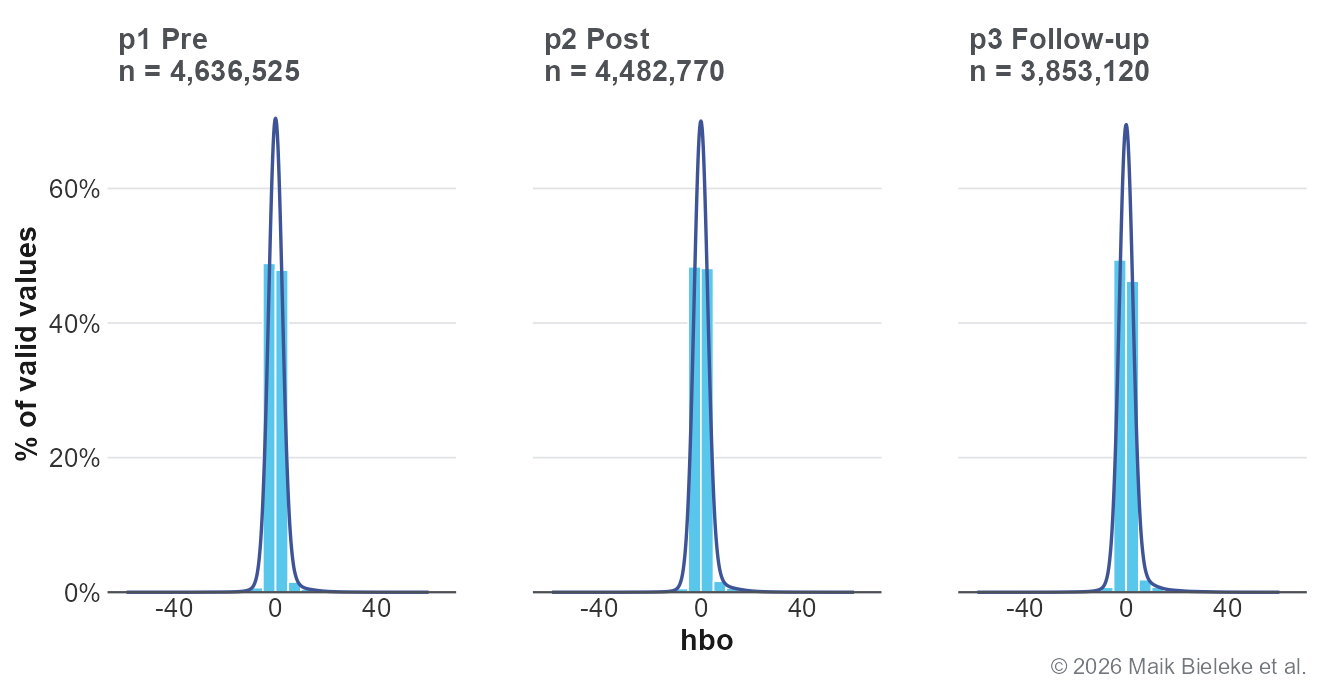 p1 Pre
n = 4,636,525
p2 Post
n = 4,482,770
p3 Follow-up
n = 3,853,120
% of valid values
60%
40%
20%
0%
-40 0 40
-40 0 40
-40 0 40
hbo
© 2026 Maik Bieleke et al.